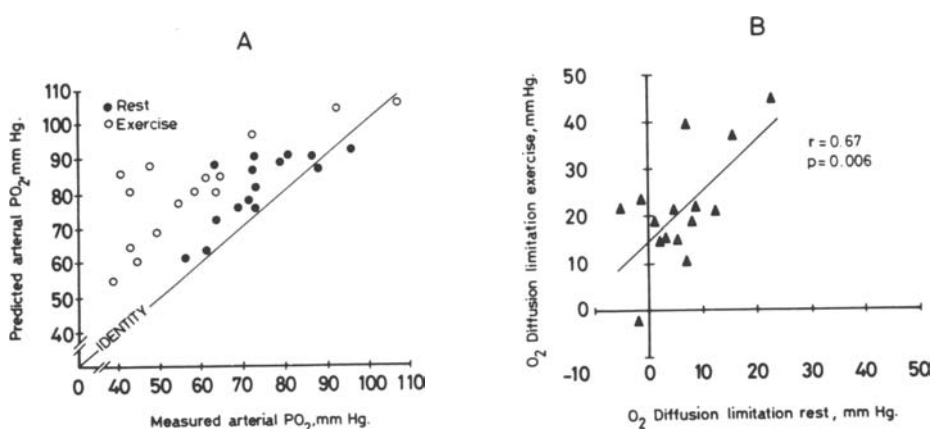 A
Predicted arterial PO2, mm Hg.
110
100
90
80
70
60
50
40
● Rest
○ Exercise
IDENTITY
0 40 50 60 70 80 90 100 110
Measured arterial PO2, mm Hg.
B
O2 Diffusion limitation exercise, mm Hg.
50
40
30
20
10
0
-10
r = 0.67
p = 0.006
-10 0 10 20 30 40 50
O2 Diffusion limitation rest, mm Hg.